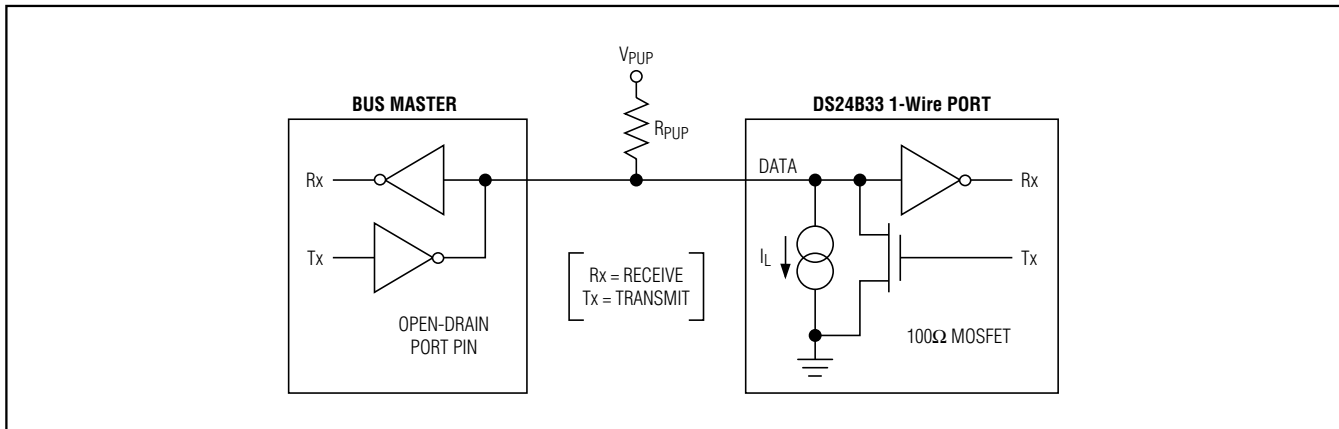 VPUP
BUS MASTER
DS24B33 1-Wire PORT
RPUP
Rx
DATA
Rx
Tx
IL
Tx
Rx = RECEIVE
Tx = TRANSMIT
OPEN-DRAIN
PORT PIN
100Ω MOSFET